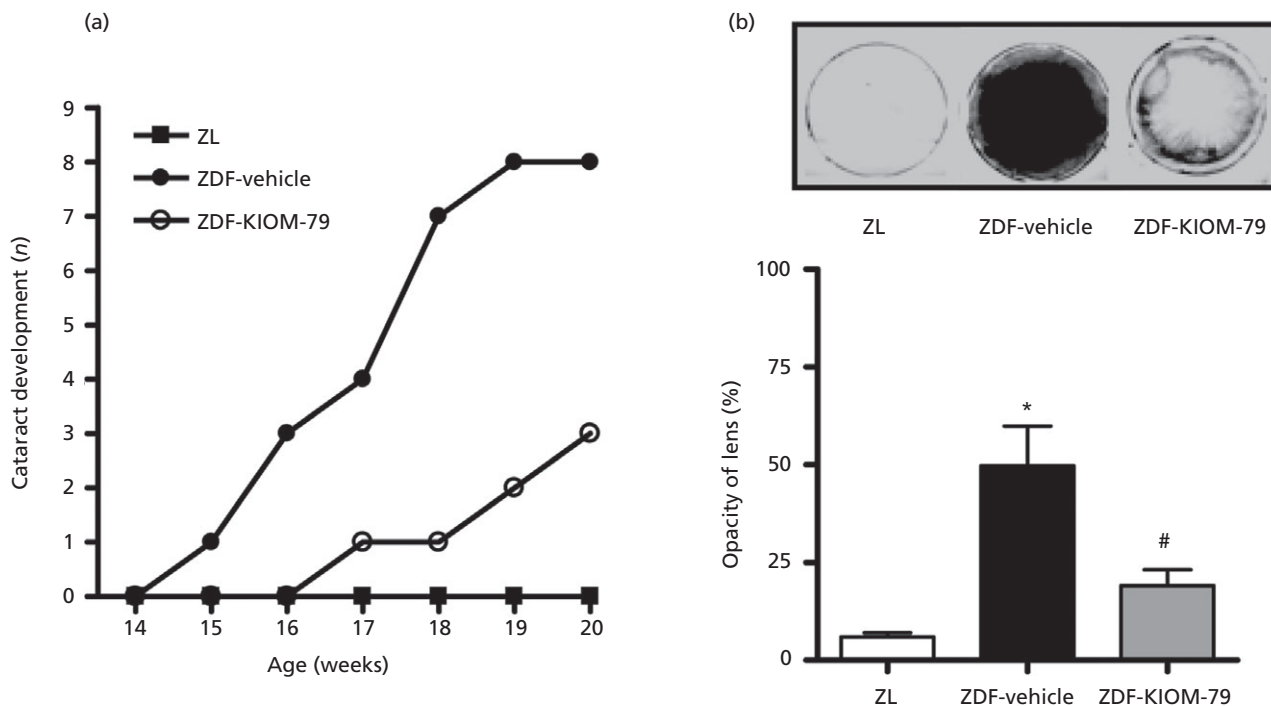 (a)
9
8
7
6
5
4
3
2
1
0
Cataract development (n)
ZL
ZDF-vehicle
ZDF-KIOM-79
14 15 16 17 18 19 20
Age (weeks)
(b)
ZL ZDF-vehicle ZDF-KIOM-79
100
75
50
25
0
Opacity of lens (%)
*
#
ZL ZDF-vehicle ZDF-KIOM-79